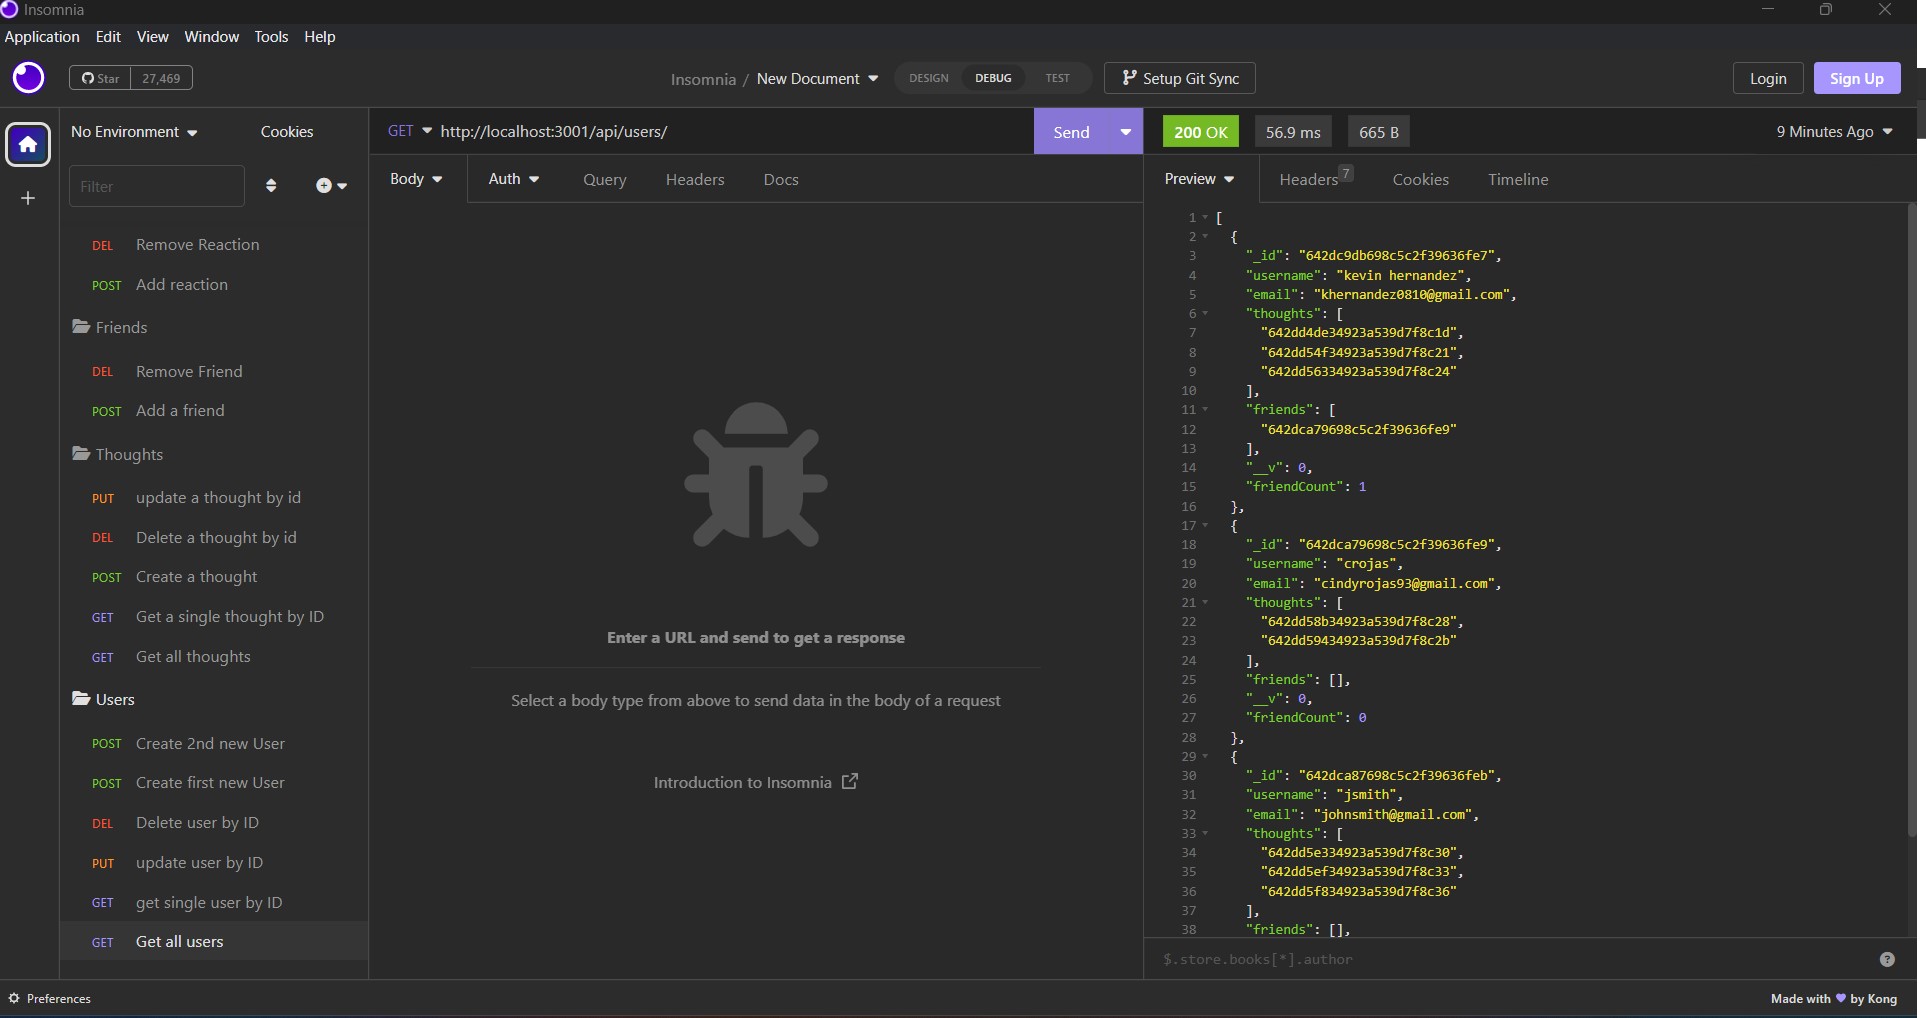 Insomnia
Application Edit View Window Tools Help
Star 27,469
Insomnia / New Document
DESIGN DEBUG TEST
Setup Git Sync
Login
Sign Up
No Environment
Cookies
Filter
DEL Remove Reaction
POST Add reaction
Friends
DEL Remove Friend
POST Add a friend
Thoughts
PUT update a thought by id
DEL Delete a thought by id
POST Create a thought
GET Get a single thought by ID
GET Get all thoughts
Users
POST Create 2nd new User
POST Create first new User
DEL Delete user by ID
PUT update user by ID
GET get single user by ID
GET Get all users
GET http://localhost:3001/api/users/
Send
Body Auth Query Headers Docs
Enter a URL and send to get a response
Select a body type from above to send data in the body of a request
Introduction to Insomnia
200 OK 56.9 ms 665 B
9 Minutes Ago
Preview Headers 7 Cookies Timeline
1 [
2 {
3 "_id": "642dc9db698c5c2f39636fe7",
4 "username": "kevin hernandez",
5 "email": "khernandez0810@gmail.com",
6 "thoughts": [
7 "642dd4de34923a539d7f8c1d",
8 "642dd54f34923a539d7f8c21",
9 "642dd56334923a539d7f8c24"
10 ],
11 "friends": [
12 "642dca79698c5c2f39636fe9"
13 ],
14 "__v": 0,
15 "friendCount": 1
16 },
17 {
18 "_id": "642dca79698c5c2f39636fe9",
19 "username": "crojas",
20 "email": "cindyrojas93@gmail.com",
21 "thoughts": [
22 "642dd58b34923a539d7f8c28",
23 "642dd59434923a539d7f8c2b"
24 ],
25 "friends": [],
26 "__v": 0,
27 "friendCount": 0
28 },
29 {
30 "_id": "642dca87698c5c2f39636feb",
31 "username": "jsmith",
32 "email": "johnsmith@gmail.com",
33 "thoughts": [
34 "642dd5e334923a539d7f8c30",
35 "642dd5ef34923a539d7f8c33",
36 "642dd5f834923a539d7f8c36"
37 ],
38 "friends": [],
$.store.books[*].author
Preferences
Made with by Kong